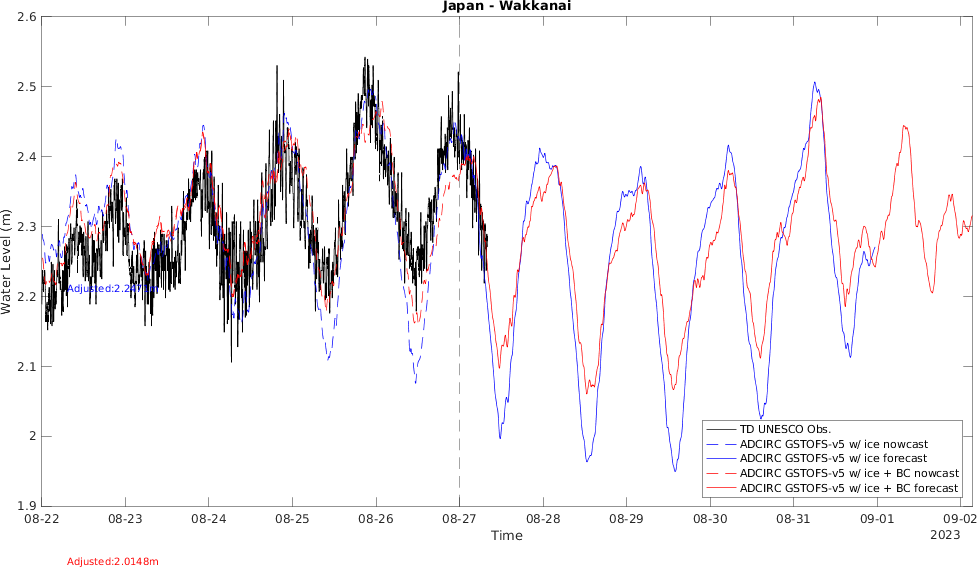 Japan - Wakkanai
2.6
2.5
2.4
2.3
2.2
2.1
2
1.9
Water Level (m)
TD UNESCO Obs.
ADCIRC GSTOFS-v5 w/ ice nowcast
ADCIRC GSTOFS-v5 w/ ice forecast
ADCIRC GSTOFS-v5 w/ ice + BC nowcast
ADCIRC GSTOFS-v5 w/ ice + BC forecast
08-22 08-23 08-24 08-25 08-26 08-27 08-28 08-29 08-30 08-31 09-01 09-02
Time
2023
Adjusted:2.0148m